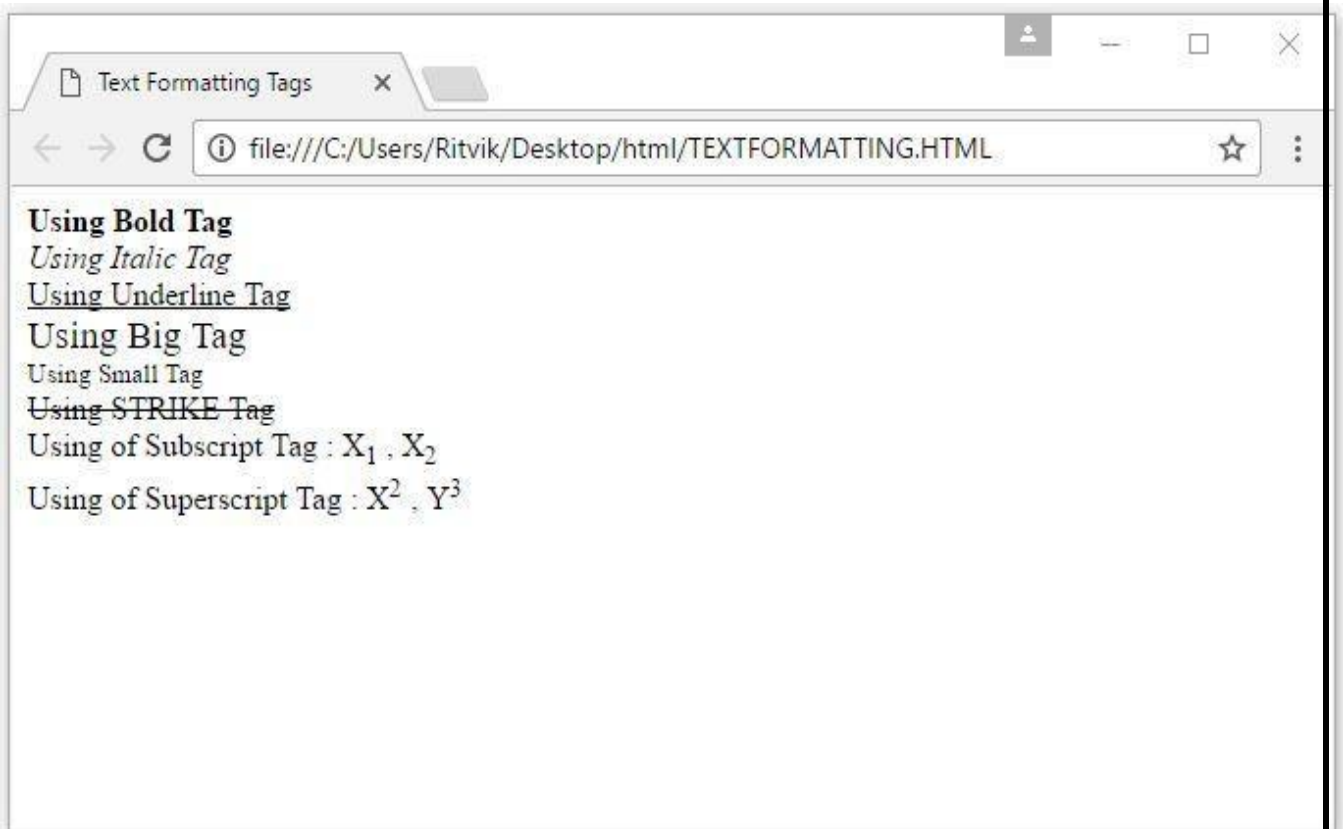 Text Formatting Tags
file:///C:/Users/Ritvik/Desktop/html/TEXTFORMATTING.HTML
Using Bold Tag
Using Italic Tag
Using Underline Tag
Using Big Tag
Using Small Tag
Using STRIKE Tag
Using of Subscript Tag : X₁ , X₂
Using of Superscript Tag : X² , Y³